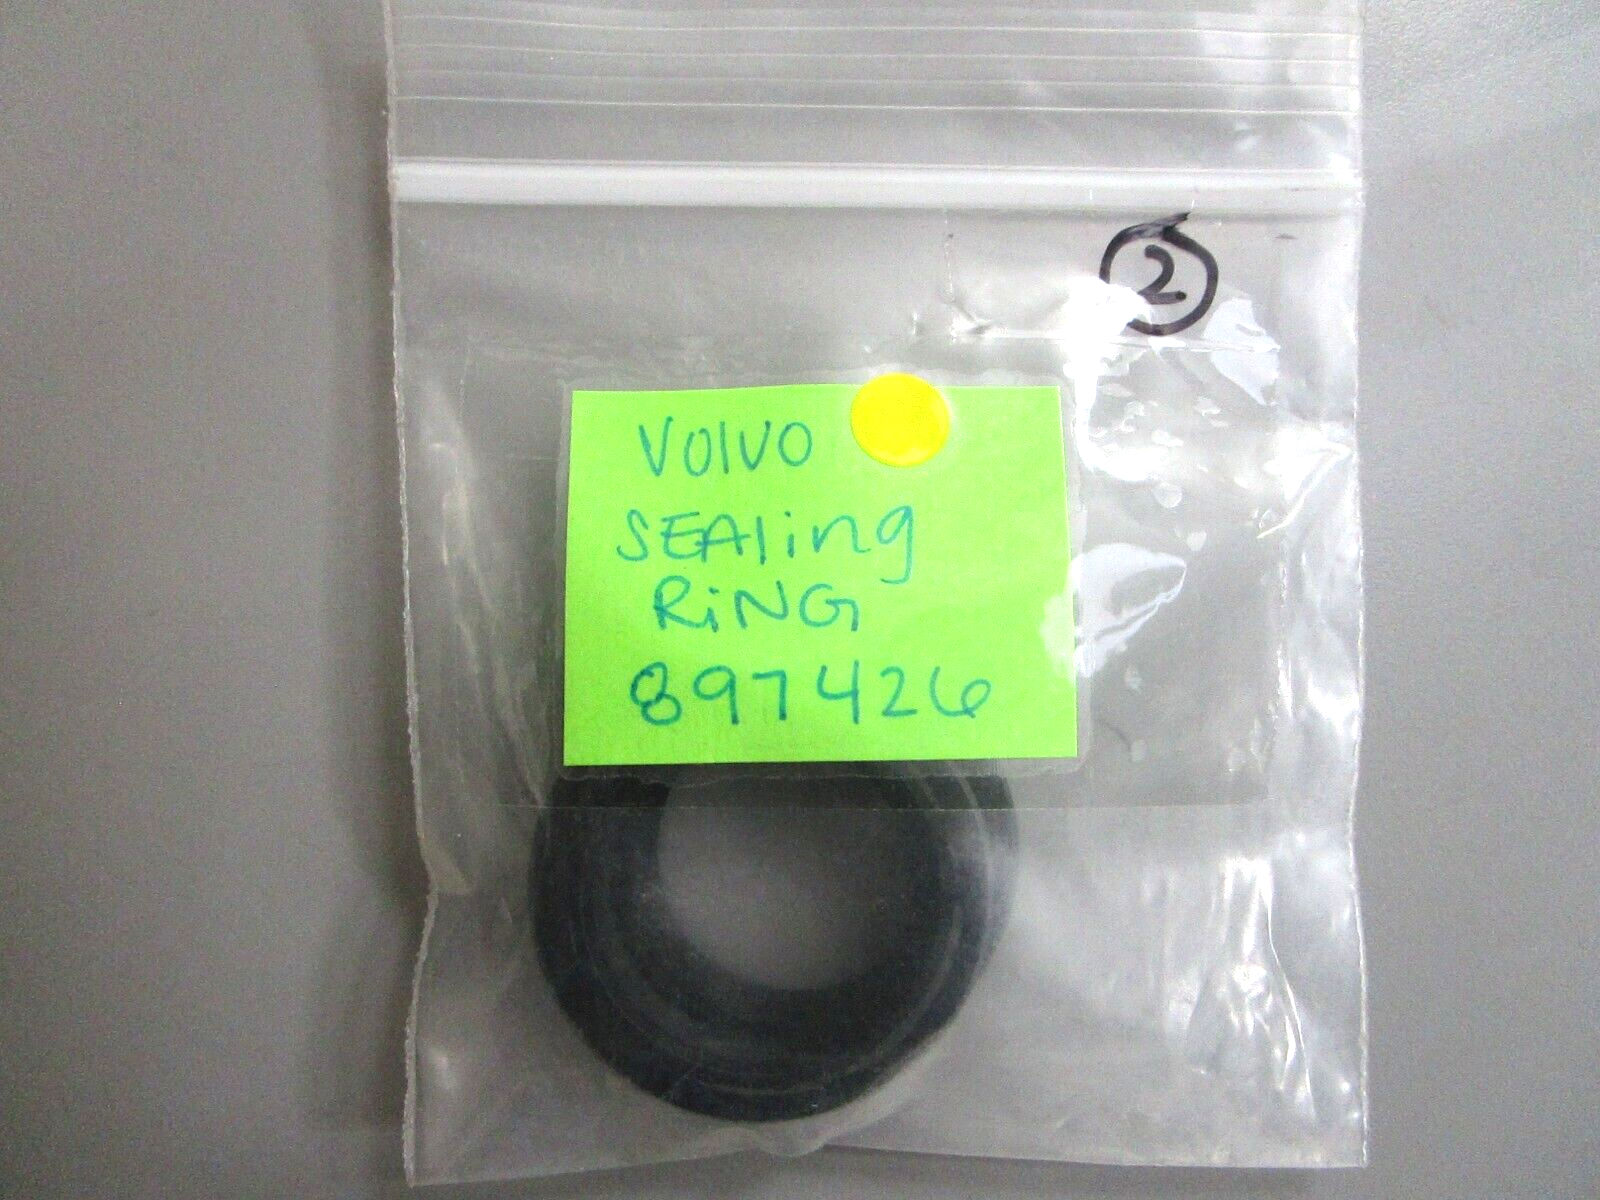 2
VOLVO
SEALing
RiNG
897426